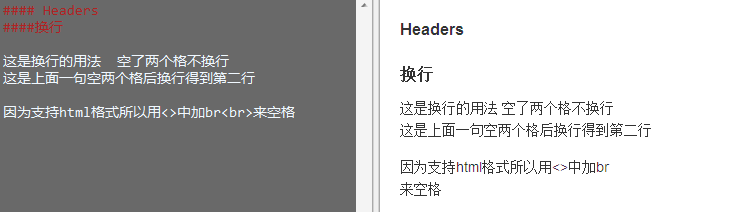 #### Headers
####换行
这是换行的用法  空了两个格不换行
这是上面一句空两个格后换行得到第二行
因为支持html格式所以用<>中加br<br>来空格
Headers
换行
这是换行的用法 空了两个格不换行
这是上面一句空两个格后换行得到第二行
因为支持html格式所以用<>中加br
来空格